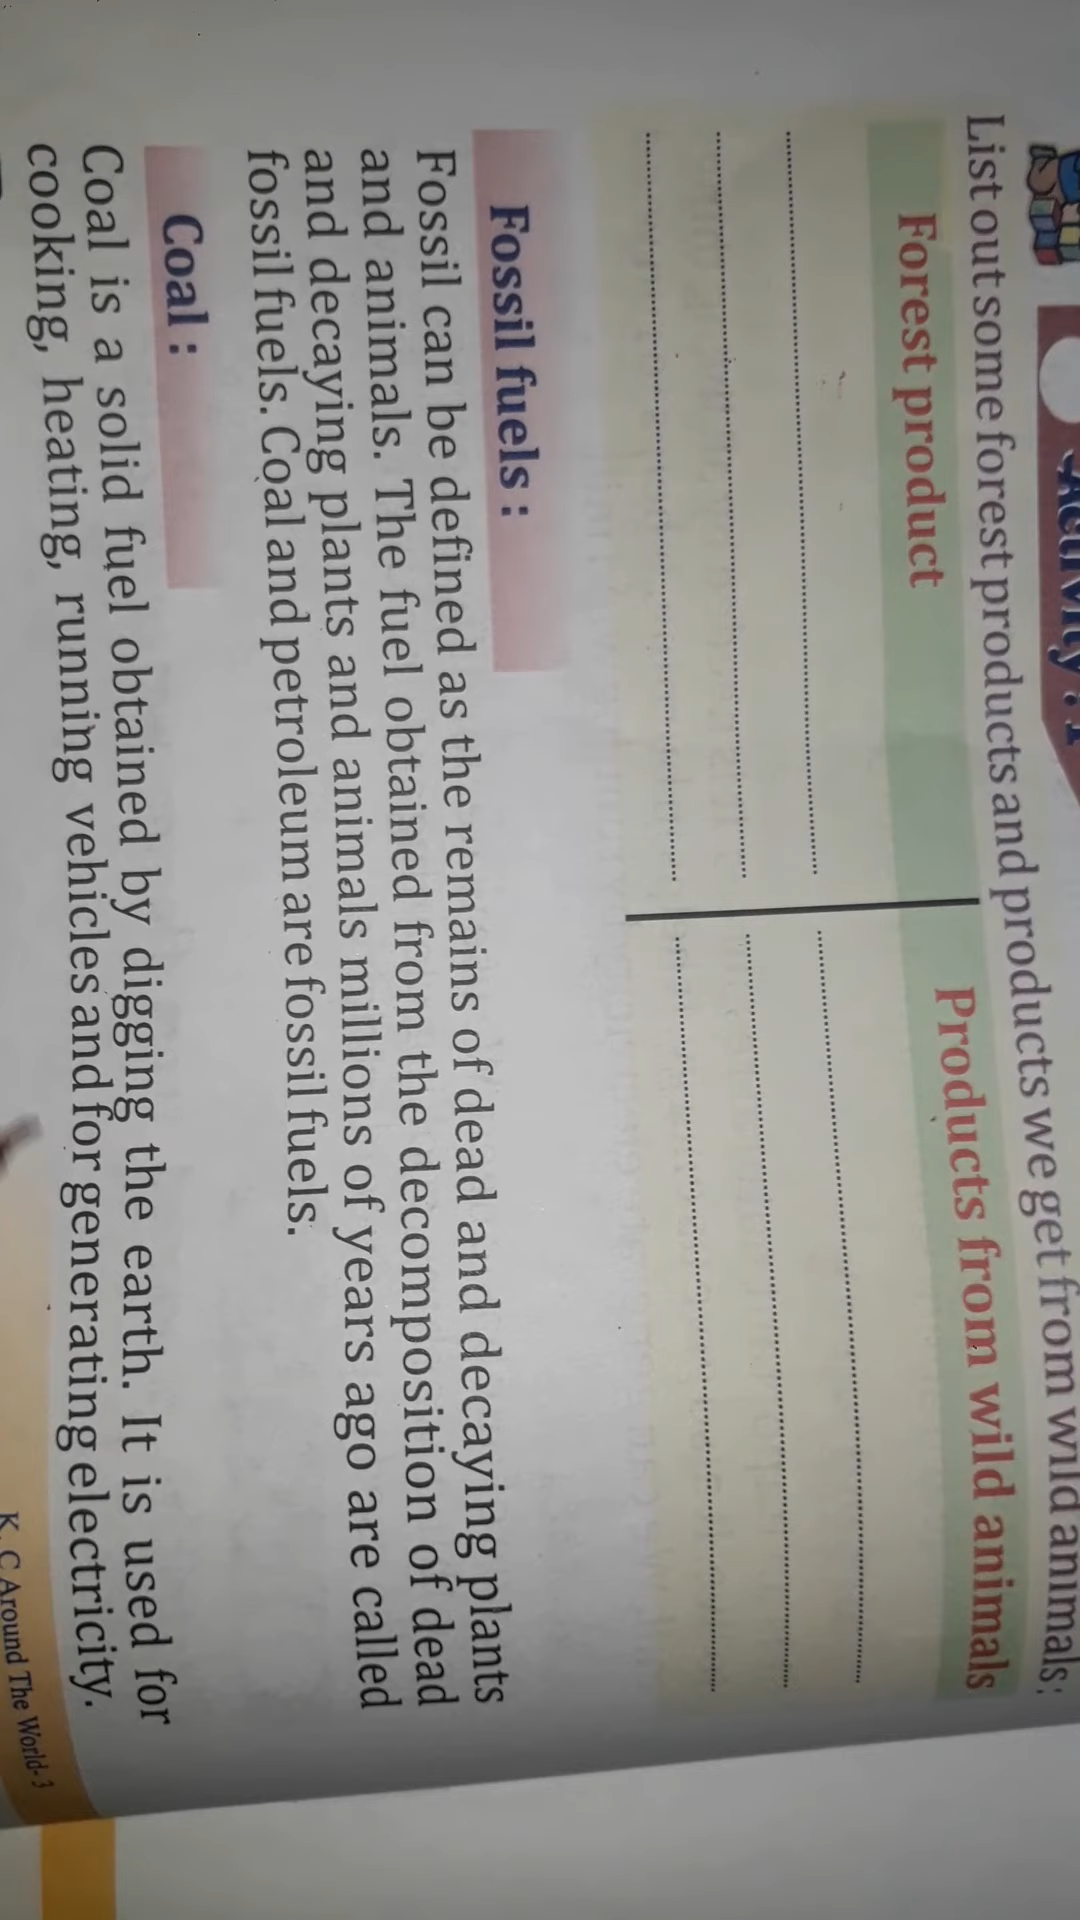 Activity : 1
List out some forest products and products we get from wild animals:
Forest product Products from wild animals
Fossil fuels :
Fossil can be defined as the remains of dead and decaying plants
and animals. The fuel obtained from the decomposition of dead
and decaying plants and animals millions of years ago are called
fossil fuels. Coal and petroleum are fossil fuels.
Coal :
Coal is a solid fuel obtained by digging the earth. It is used for
cooking, heating, running vehicles and for generating electricity.
K. C. Around The World- 3